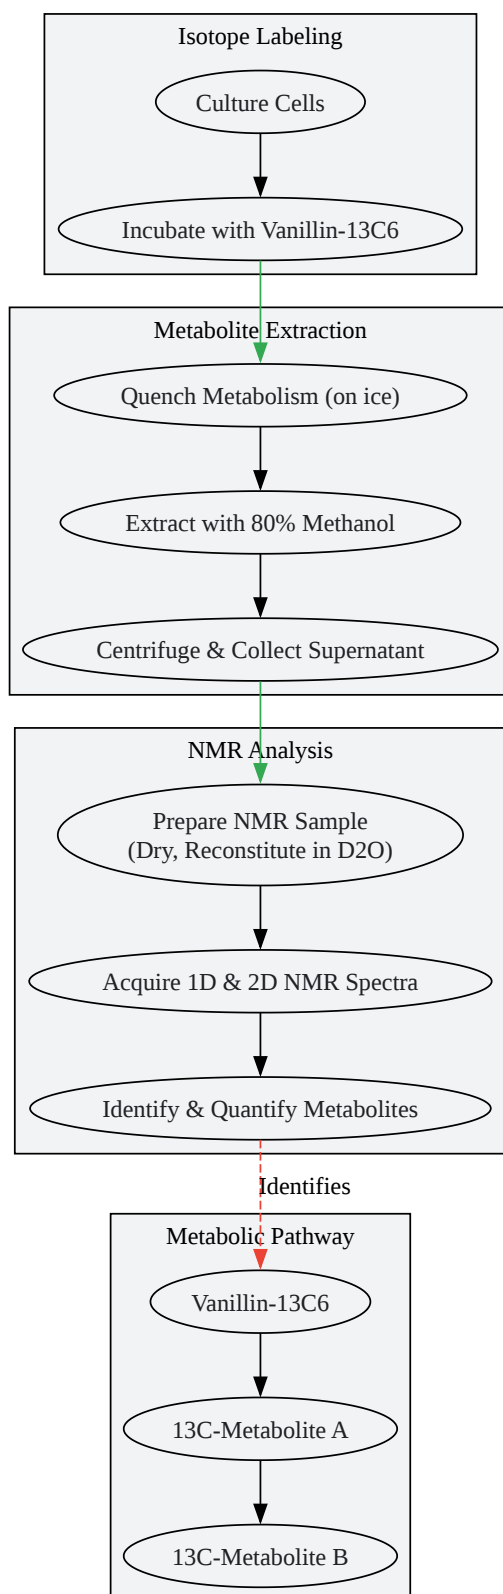 Isotope Labeling
Culture Cells
Incubate with Vanillin-13C6
Metabolite Extraction
Quench Metabolism (on ice)
Extract with 80% Methanol
Centrifuge & Collect Supernatant
NMR Analysis
Prepare NMR Sample
(Dry, Reconstitute in D2O)
Acquire 1D & 2D NMR Spectra
Identify & Quantify Metabolites
Identifies
Metabolic Pathway
Vanillin-13C6
13C-Metabolite A
13C-Metabolite B